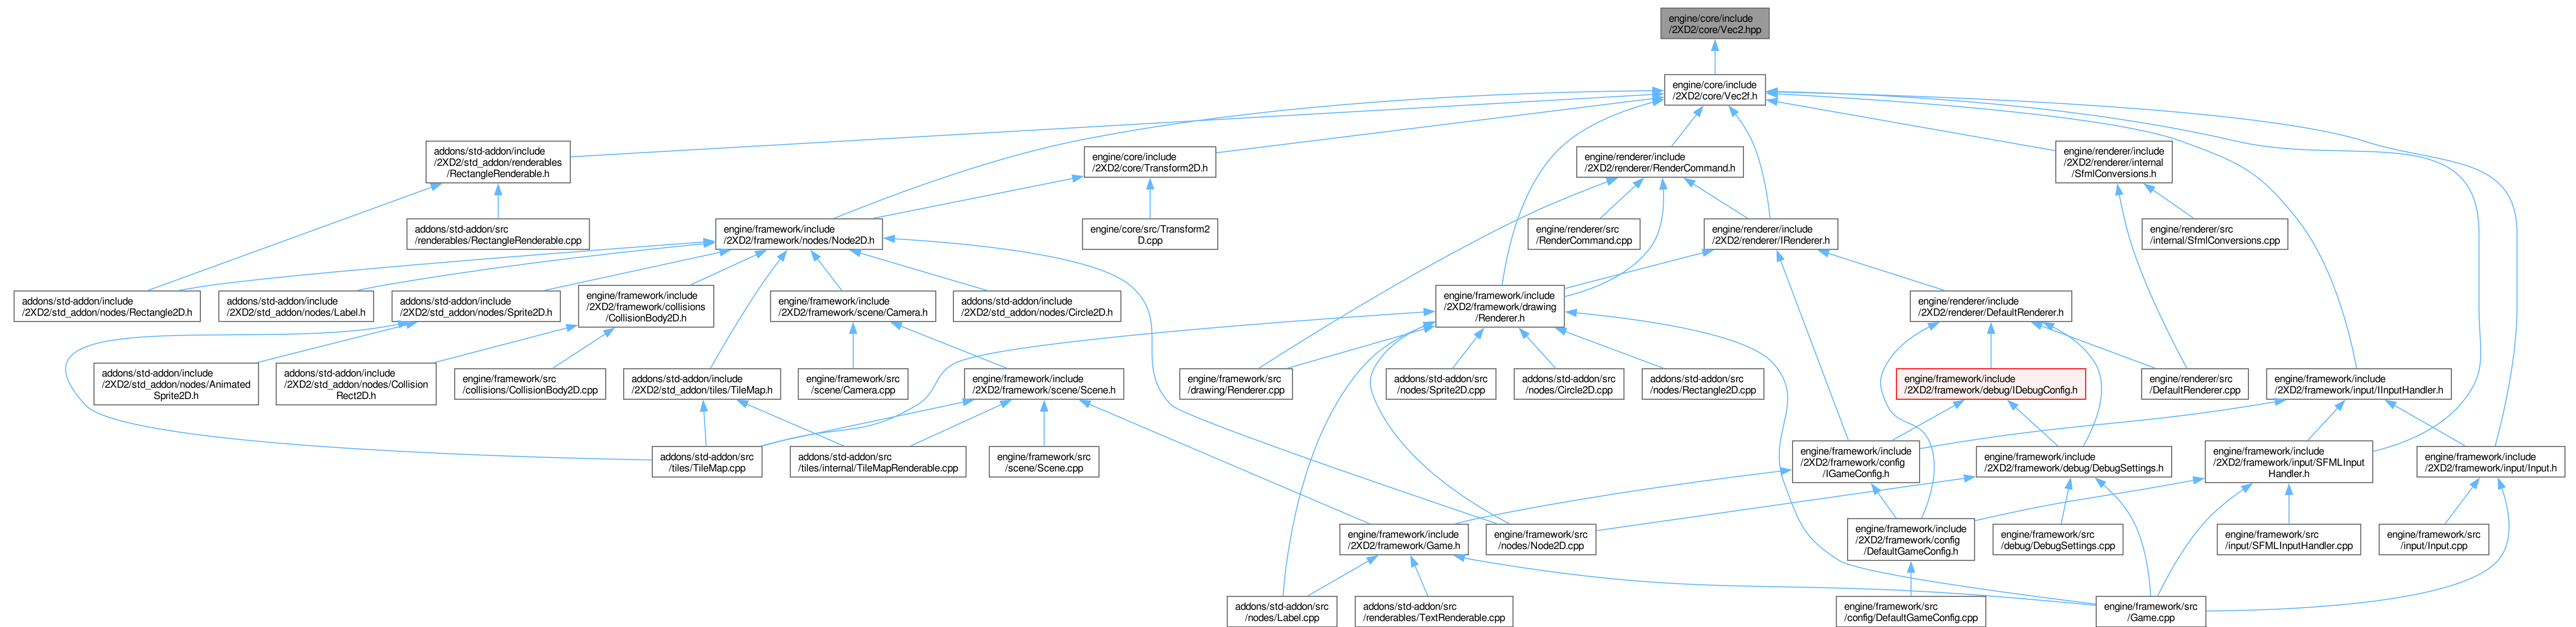 engine/core/include
/2XD2/core/Vec2.hpp
engine/core/include
/2XD2/core/Vec2f.h
addons/std-addon/include
/2XD2/std_addon/renderables
/RectangleRenderable.h
engine/core/include
/2XD2/core/Transform2D.h
engine/renderer/include
/2XD2/renderer/RenderCommand.h
engine/renderer/include
/2XD2/renderer/internal
/SfmlConversions.h
addons/std-addon/src
/renderables/RectangleRenderable.cpp
engine/framework/include
/2XD2/framework/nodes/Node2D.h
engine/core/src/Transform2
D.cpp
engine/renderer/src
/RenderCommand.cpp
engine/renderer/include
/2XD2/renderer/IRenderer.h
engine/renderer/src
/internal/SfmlConversions.cpp
addons/std-addon/include
/2XD2/std_addon/nodes/Rectangle2D.h
addons/std-addon/include
/2XD2/std_addon/nodes/Label.h
addons/std-addon/include
/2XD2/std_addon/nodes/Sprite2D.h
engine/framework/include
/2XD2/framework/collisions
/CollisionBody2D.h
engine/framework/include
/2XD2/framework/scene/Camera.h
addons/std-addon/include
/2XD2/std_addon/nodes/Circle2D.h
engine/framework/include
/2XD2/framework/drawing
/Renderer.h
engine/renderer/include
/2XD2/renderer/DefaultRenderer.h
addons/std-addon/include
/2XD2/std_addon/nodes/Animated
Sprite2D.h
addons/std-addon/include
/2XD2/std_addon/nodes/Collision
Rect2D.h
engine/framework/src
/collisions/CollisionBody2D.cpp
addons/std-addon/include
/2XD2/std_addon/tiles/TileMap.h
engine/framework/src
/scene/Camera.cpp
engine/framework/include
/2XD2/framework/scene/Scene.h
engine/framework/src
/drawing/Renderer.cpp
addons/std-addon/src
/nodes/Sprite2D.cpp
addons/std-addon/src
/nodes/Circle2D.cpp
addons/std-addon/src
/nodes/Rectangle2D.cpp
engine/framework/include
/2XD2/framework/debug/IDebugConfig.h
engine/renderer/src
/DefaultRenderer.cpp
engine/framework/include
/2XD2/framework/input/IInputHandler.h
addons/std-addon/src
/tiles/TileMap.cpp
addons/std-addon/src
/tiles/internal/TileMapRenderable.cpp
engine/framework/src
/scene/Scene.cpp
engine/framework/include
/2XD2/framework/config
/IGameConfig.h
engine/framework/include
/2XD2/framework/debug/DebugSettings.h
engine/framework/include
/2XD2/framework/input/SFMLInput
Handler.h
engine/framework/include
/2XD2/framework/input/Input.h
engine/framework/include
/2XD2/framework/Game.h
engine/framework/src
/nodes/Node2D.cpp
engine/framework/include
/2XD2/framework/config
/DefaultGameConfig.h
engine/framework/src
/debug/DebugSettings.cpp
engine/framework/src
/input/SFMLInputHandler.cpp
engine/framework/src
/input/Input.cpp
addons/std-addon/src
/nodes/Label.cpp
addons/std-addon/src
/renderables/TextRenderable.cpp
engine/framework/src
/config/DefaultGameConfig.cpp
engine/framework/src
/Game.cpp